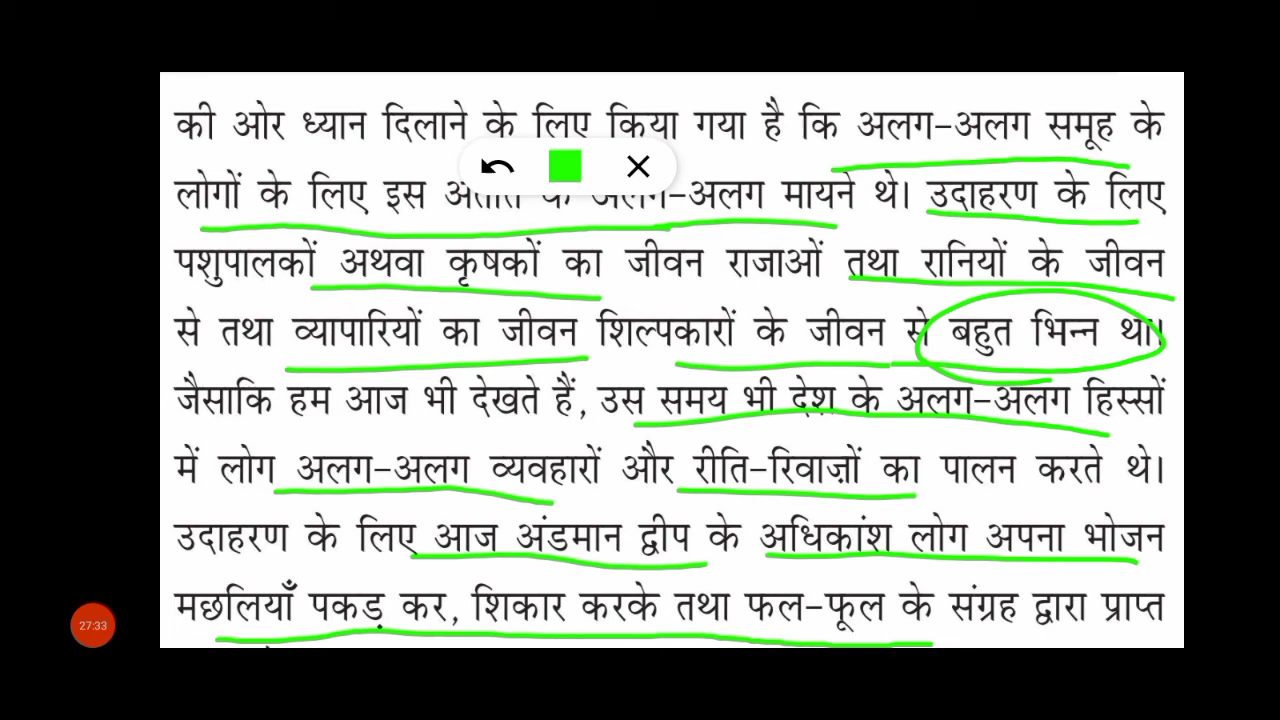 की ओर ध्यान दिलाने के लिए किया गया है कि अलग-अलग समूह के
लोगों के लिए इस अलग-अलग मायने थे। उदाहरण के लिए
पशुपालकों अथवा कृषकों का जीवन राजाओं तथा रानियों के जीवन
से तथा व्यापारियों का जीवन शिल्पकारों के जीवन से बहुत भिन्न था।
जैसाकि हम आज भी देखते हैं, उस समय भी देश के अलग-अलग हिस्सों
में लोग अलग-अलग व्यवहारों और रीति-रिवाज़ों का पालन करते थे।
उदाहरण के लिए आज अंडमान द्वीप के अधिकांश लोग अपना भोजन
मछलियाँ पकड़ कर, शिकार करके तथा फल-फूल के संग्रह द्वारा प्राप्त
27:33